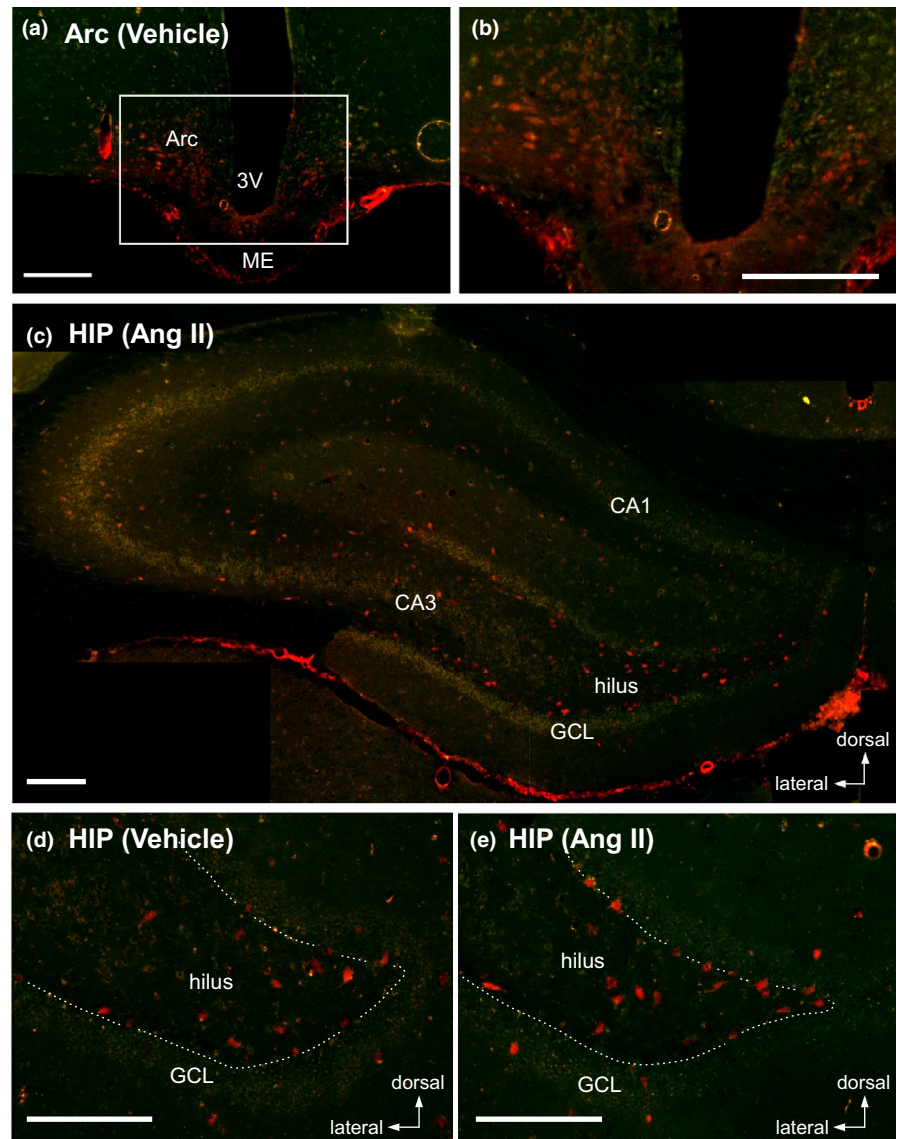 (a) Arc (Vehicle)
Arc
3V
ME
(b)
(c) HIP (Ang II)
CA1
CA3
hilus
GCL
dorsal
lateral
(d) HIP (Vehicle)
hilus
GCL
dorsal
lateral
(e) HIP (Ang II)
hilus
GCL
dorsal
lateral